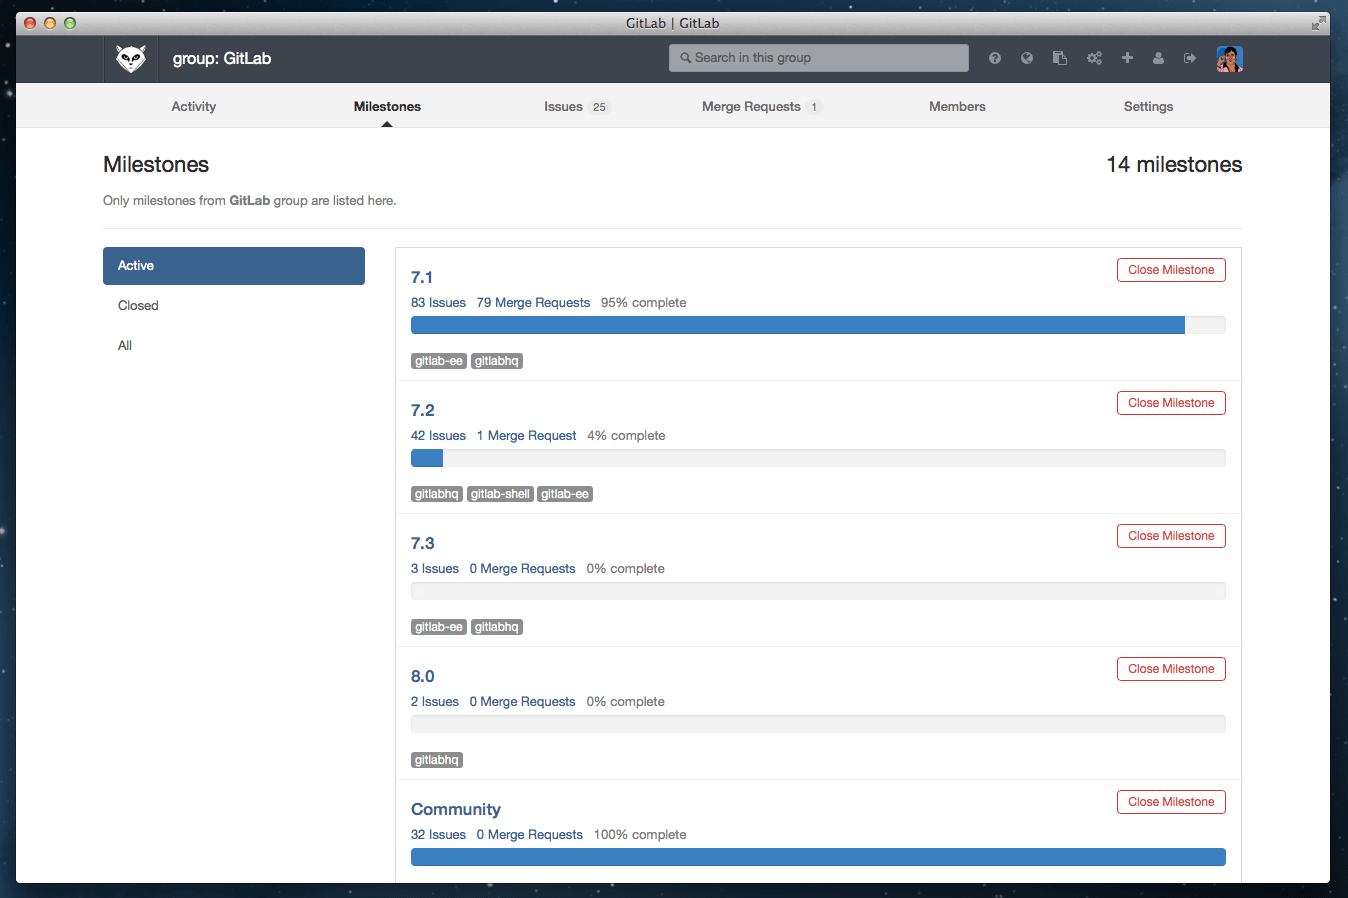 GitLab | GitLab
group: GitLab
Search in this group
Activity
Milestones
Issues 25
Merge Requests 1
Members
Settings
Milestones
14 milestones
Only milestones from GitLab group are listed here.
Active
Closed
All
7.1
Close Milestone
83 Issues 79 Merge Requests 95% complete
gitlab-ee gitlabhq
7.2
Close Milestone
42 Issues 1 Merge Request 4% complete
gitlabhq gitlab-shell gitlab-ee
7.3
Close Milestone
3 Issues 0 Merge Requests 0% complete
gitlab-ee gitlabhq
8.0
Close Milestone
2 Issues 0 Merge Requests 0% complete
gitlabhq
Community
Close Milestone
32 Issues 0 Merge Requests 100% complete